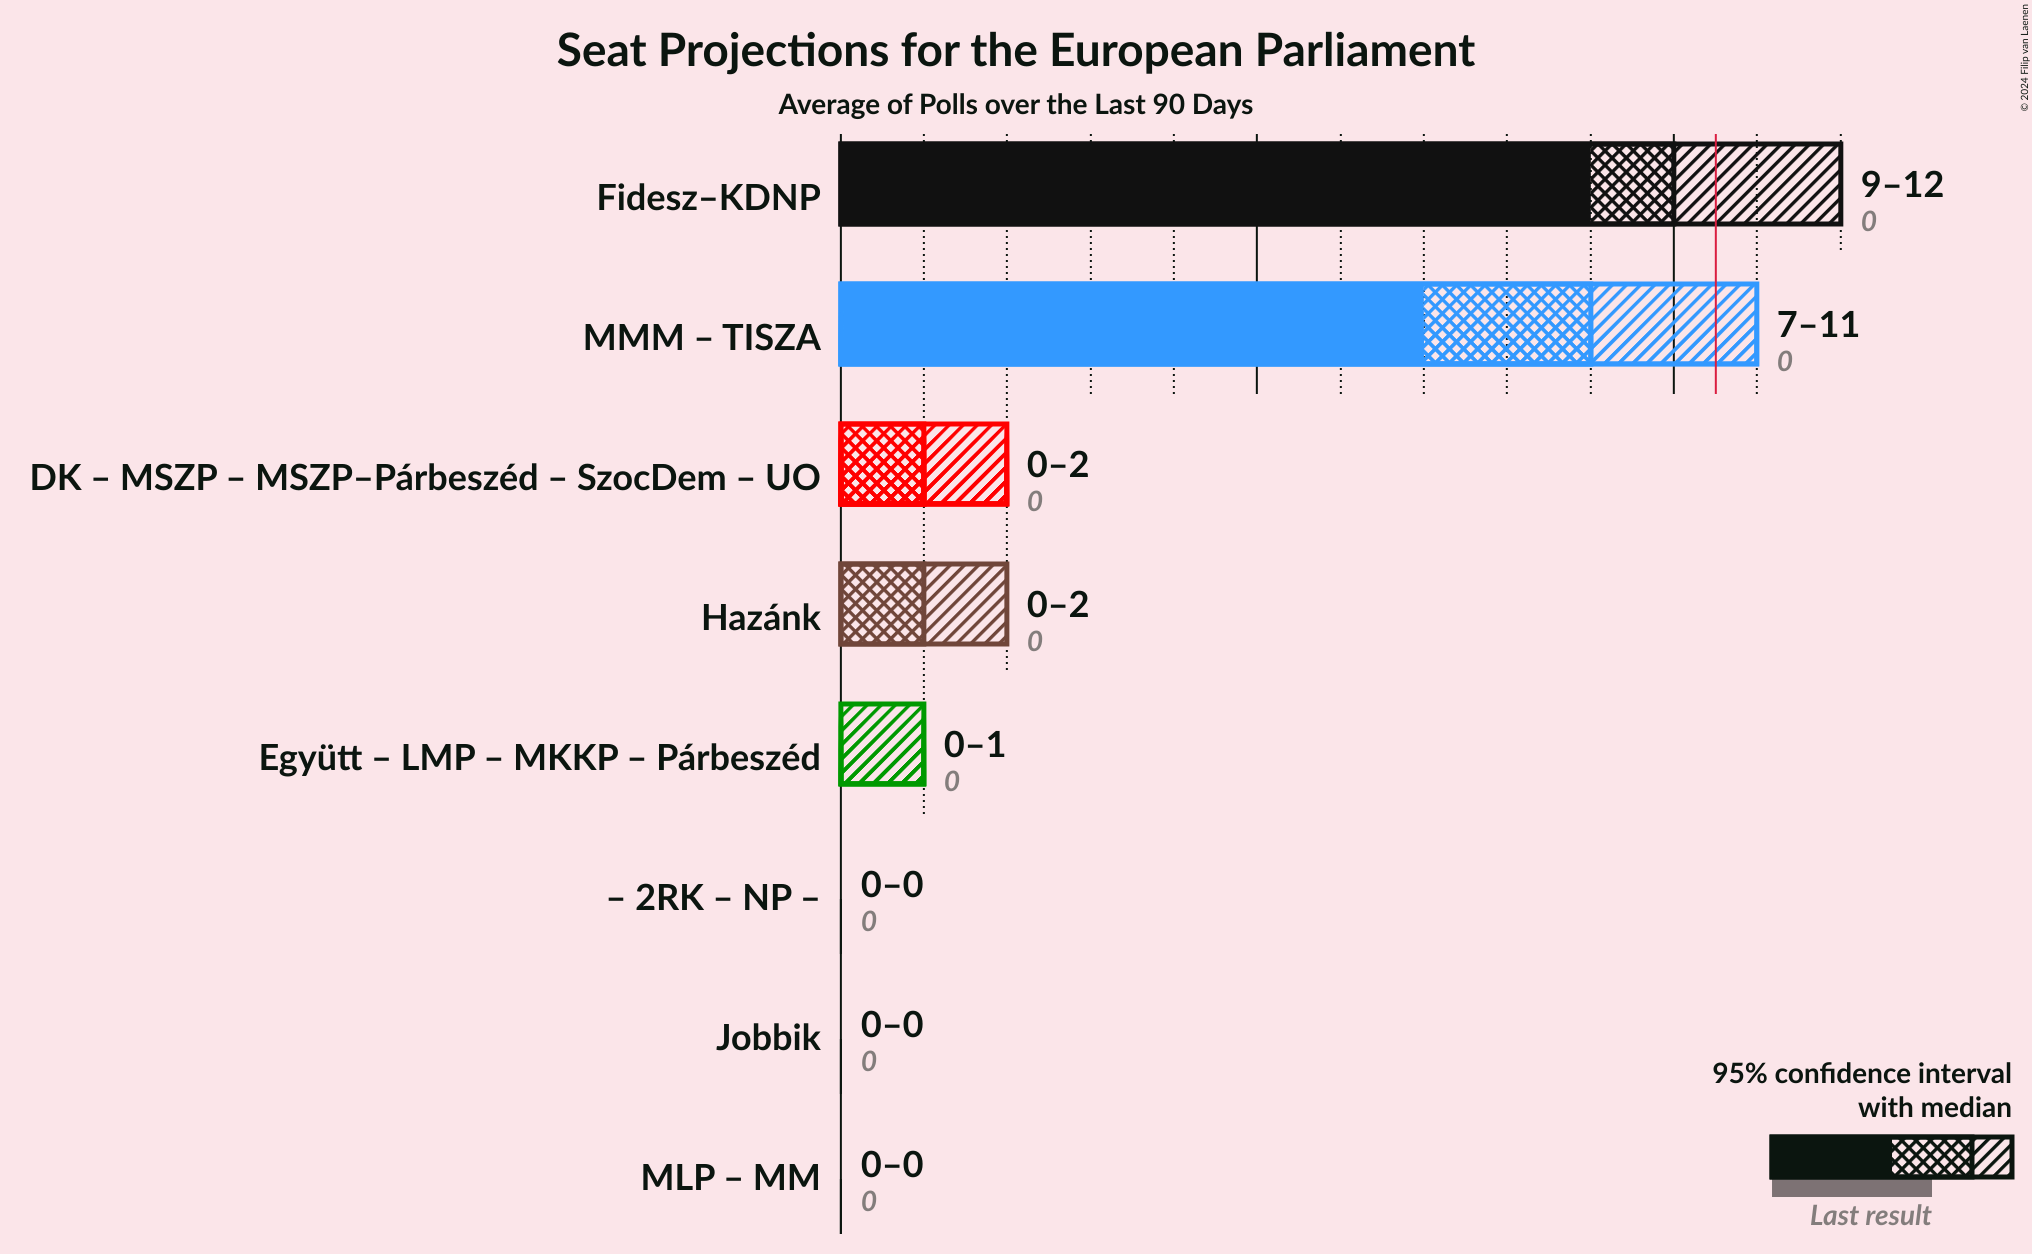 Seat Projections for the European Parliament
Average of Polls over the Last 90 Days
© 2024 Filip van Laenen
Fidesz–KDNP
9–12
0
MMM – TISZA
7–11
0
DK – MSZP – MSZP–Párbeszéd – SzocDem – UO
0–2
0
Hazánk
0–2
0
Együtt – LMP – MKKP – Párbeszéd
0–1
0
– 2RK – NP –
0–0
0
Jobbik
0–0
0
MLP – MM
0–0
0
95% confidence interval
with median
Last result